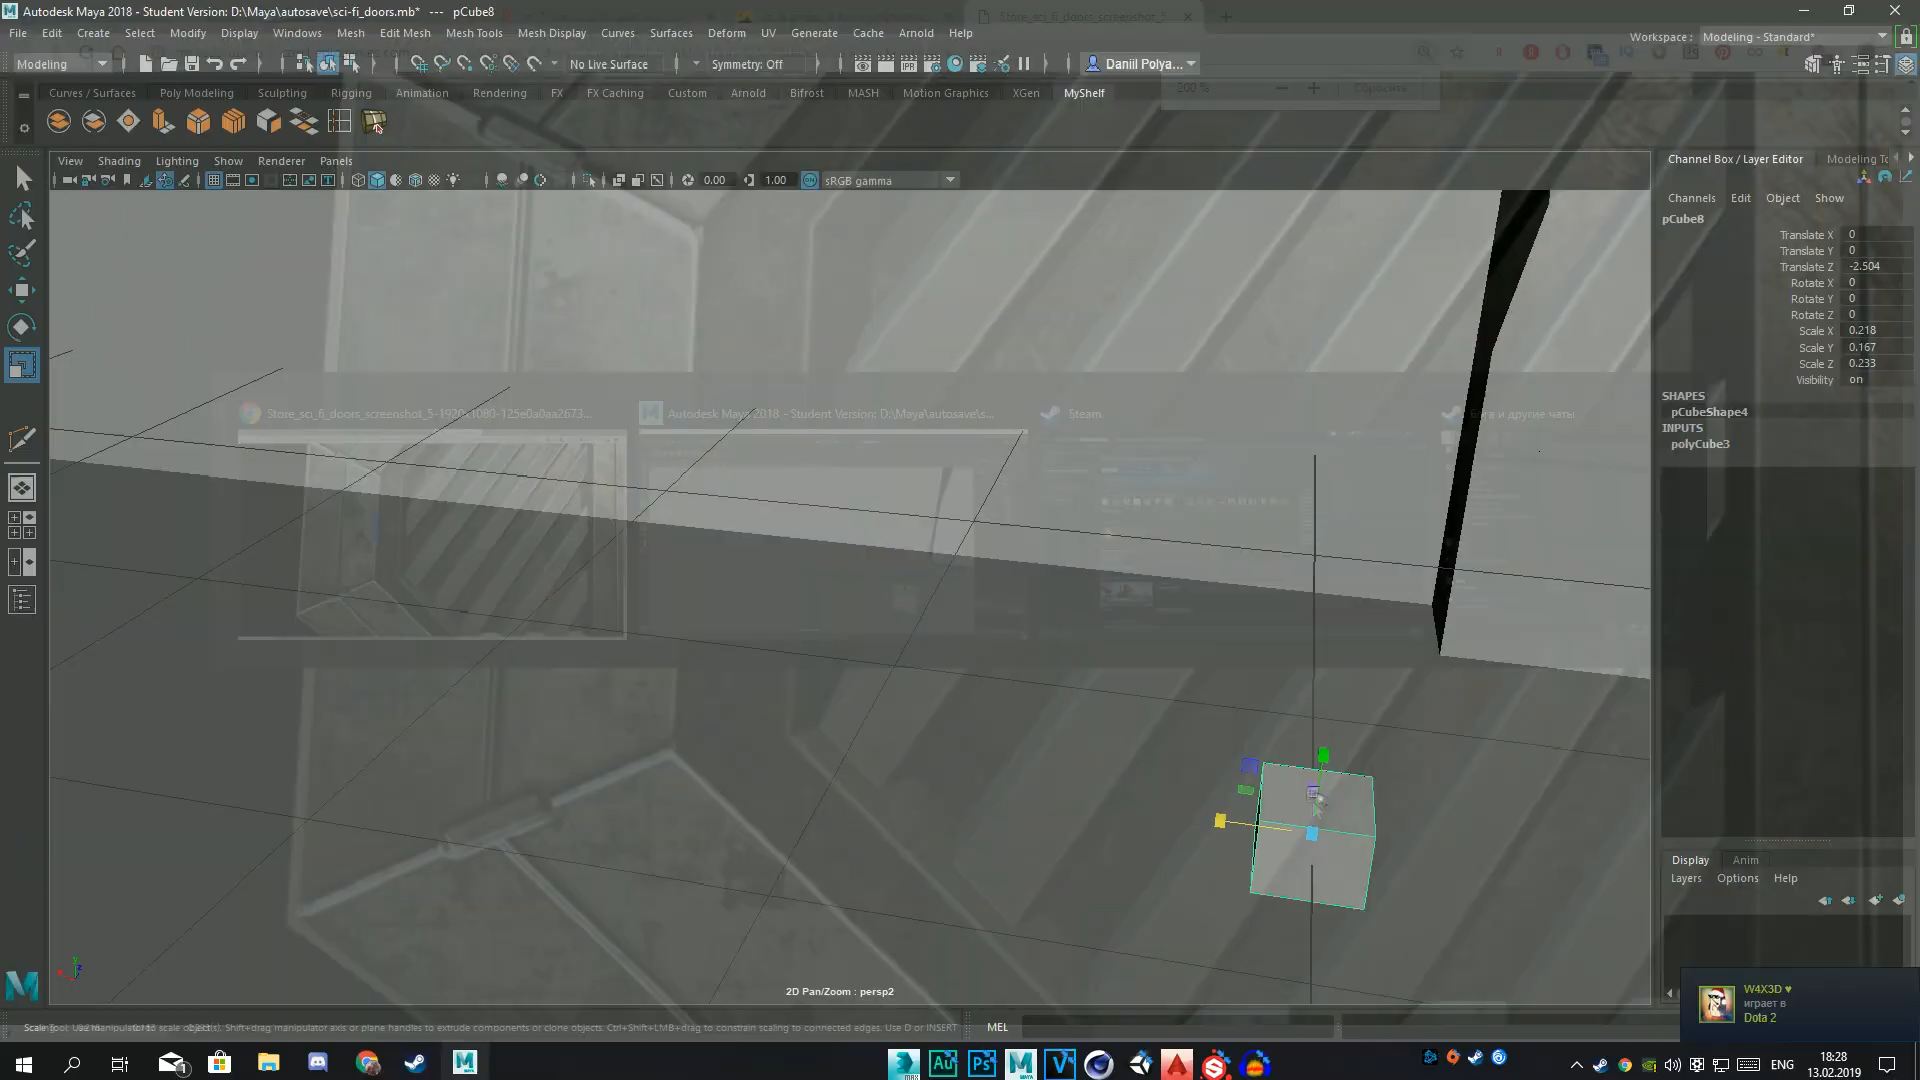 Autodesk Maya 2018 - Student Version: D:\Maya\autosave\sci-fi_doors.mb* --- pCube8
Store_sci_fi_doors_screenshot_5
File Edit Create Select Modify Display Windows Mesh Edit Mesh Mesh Tools Mesh Display Curves Surfaces Deform UV Generate Cache Arnold Help
Workspace : Modeling - Standard*
Modeling
No Live Surface
Symmetry: Off
Daniil Polya...
Curves / Surfaces Poly Modeling Sculpting Rigging Animation Rendering FX FX Caching Custom Arnold Bifrost MASH Motion Graphics XGen MyShelf
View Shading Lighting Show Renderer Panels
0.00
1.00
sRGB gamma
Channel Box / Layer Editor
Channels Edit Object Show
pCube8
Translate X 0
Translate Y 0
Translate Z -2.504
Rotate X 0
Rotate Y 0
Rotate Z 0
Scale X 0.218
Scale Y 0.167
Scale Z 0.233
Visibility on
SHAPES
pCubeShape4
INPUTS
polyCube3
Store_sci_fi_doors_screenshot_5-1920x1080-125e0a0aa2673...
Autodesk Maya 2018 - Student Version: D:\Maya\autosave\s...
Steam
и другие чаты
Display Anim
Layers Options Help
2D Pan/Zoom : persp2
W4X3D ♥
играет в
Dota 2
MEL
ENG
18:28
13.02.2019